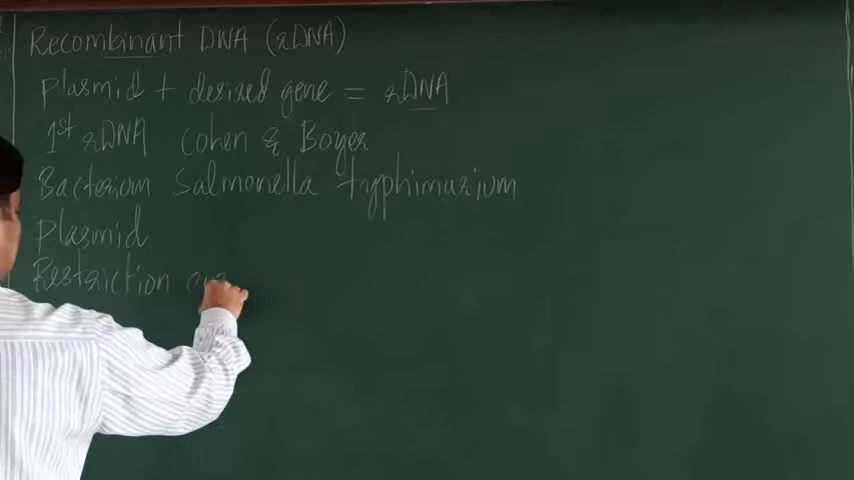 Recombinant DNA (rDNA)
Plasmid + desired gene = rDNA
1st rDNA cohen & Boyer
Bacterium Salmonella typhimurium
Plasmid
Restriction